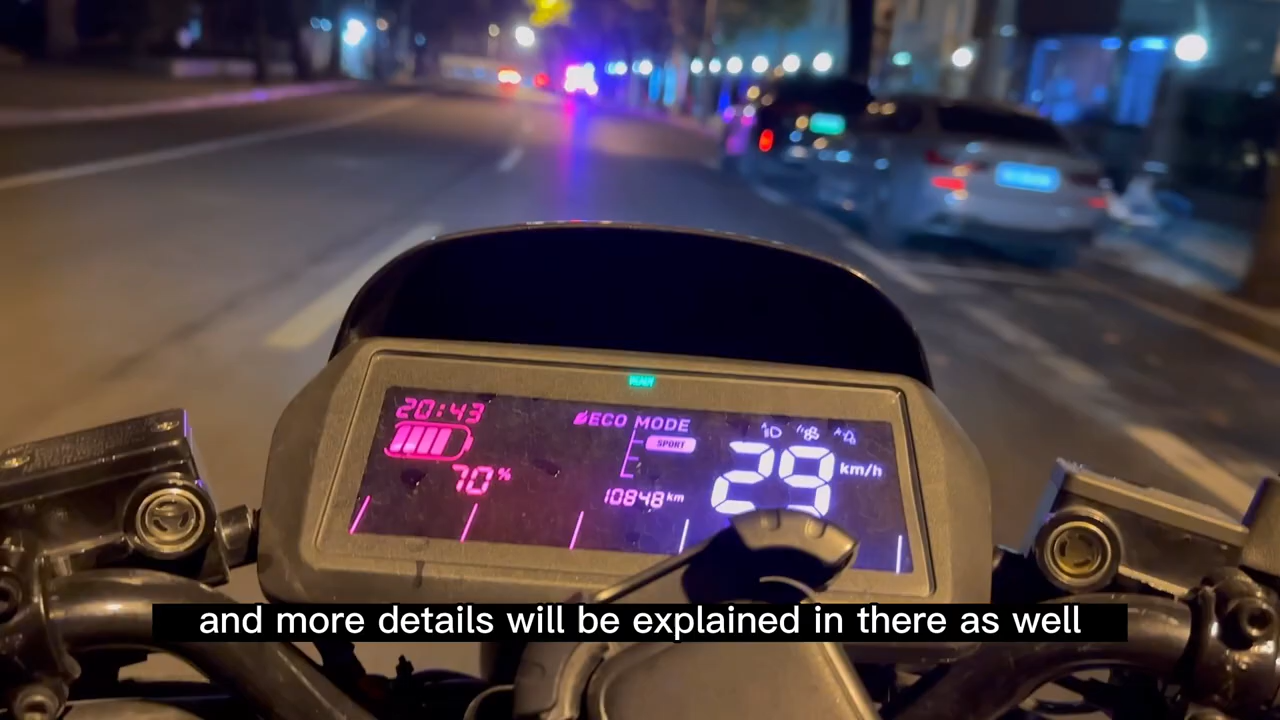 READY
20:43
ECO MODE
SPORT
70%
10848 km
29 km/h
and more details will be explained in there as well